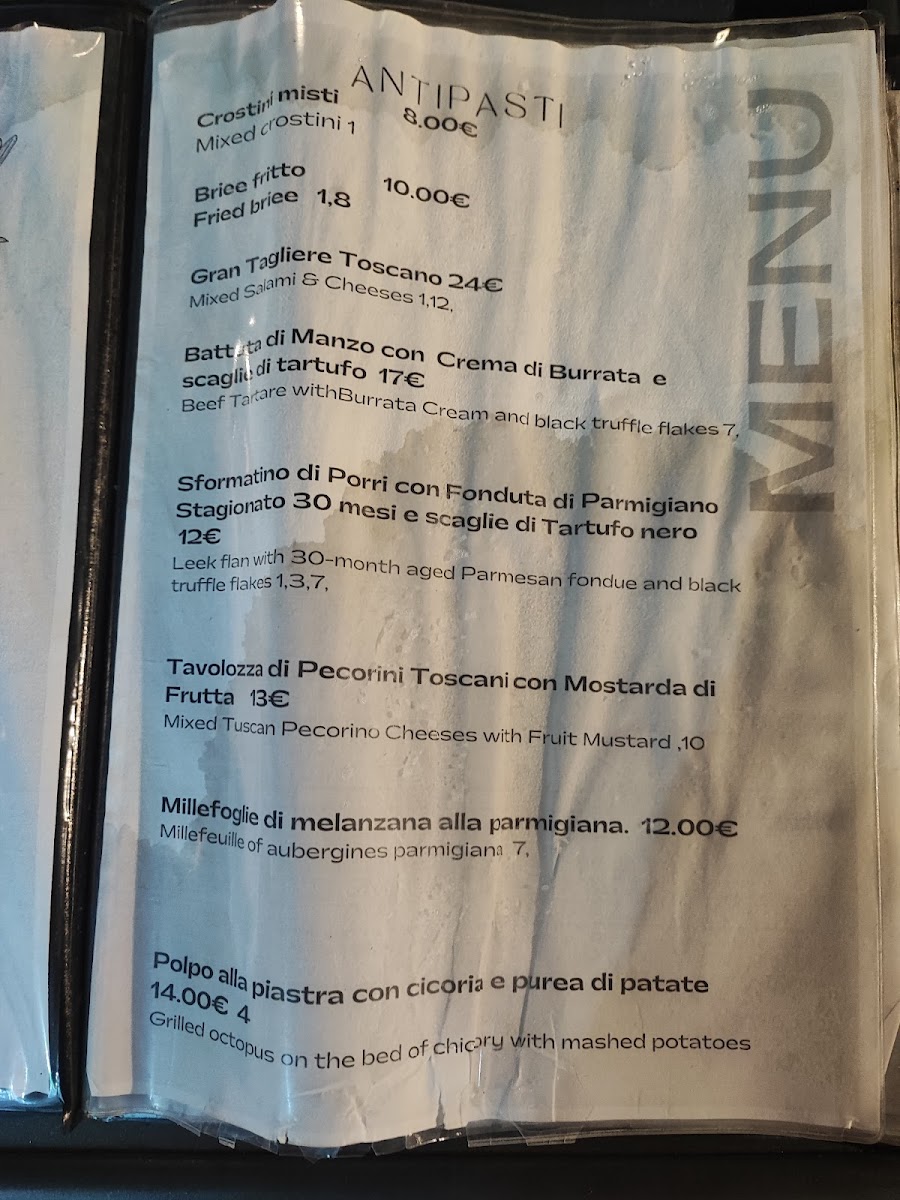 ANTIPASTI
MENU
Crostini misti 8.00€
Mixed crostini 1
Briee fritto 10.00€
Fried briee 1,8
Gran Tagliere Toscano 24€
Mixed Salami & Cheeses 1,12,
Battuta di Manzo con Crema di Burrata e
scaglie di tartufo 17€
Beef Tartare withBurrata Cream and black truffle flakes 7,
Sformatino di Porri con Fonduta di Parmigiano
Stagionato 30 mesi e scaglie di Tartufo nero
12€
Leek flan with 30-month aged Parmesan fondue and black
truffle flakes 1,3,7,
Tavolozza di Pecorini Toscani con Mostarda di
Frutta 13€
Mixed Tuscan Pecorino Cheeses with Fruit Mustard ,10
Millefoglie di melanzana alla parmigiana. 12.00€
Millefeuille of aubergines parmigiana 7,
Polpo alla piastra con cicoria e purea di patate
14.00€ 4
Grilled octopus on the bed of chicory with mashed potatoes